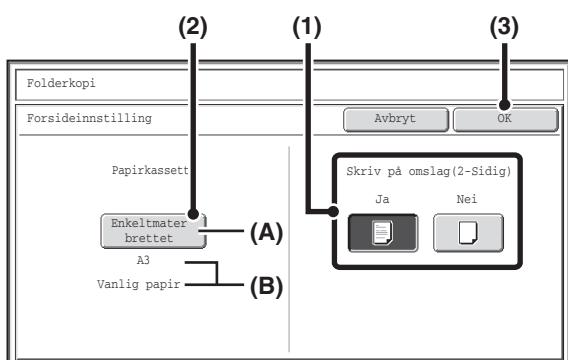 (2) (1) (3)
Folderkopi
Forsideinnstilling Avbryt OK
Papirkassett Skriv på omslag(2-Sidig)
Ja Nei
Enkeltmater
brettet
(A)
A3
Vanlig papir (B)